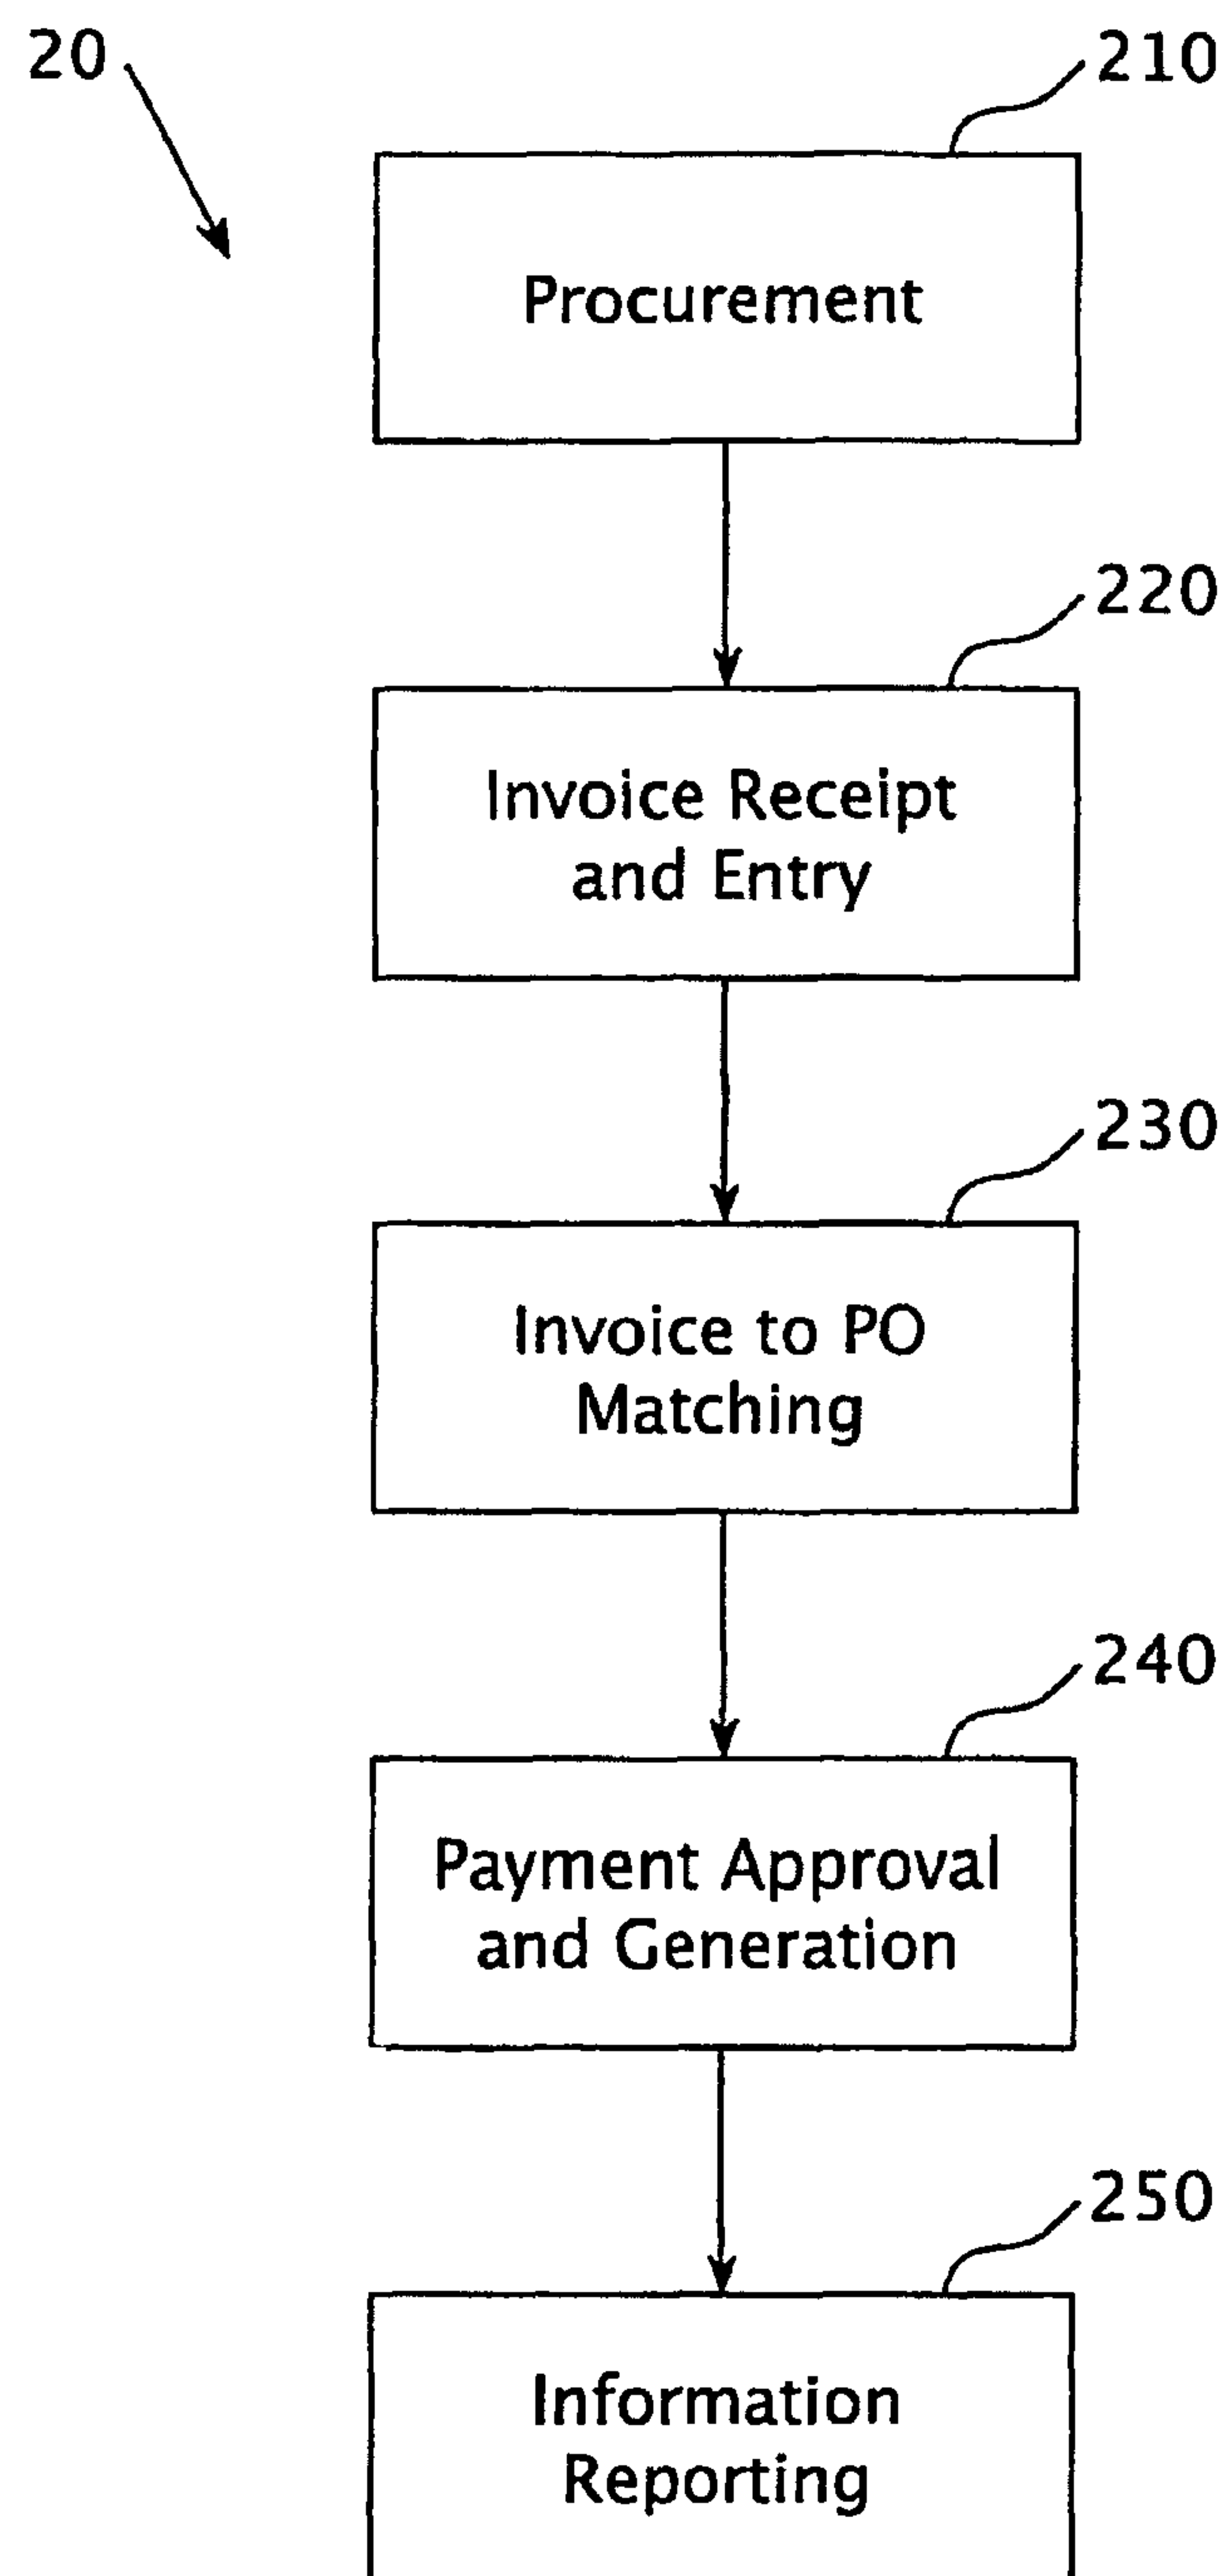 20
210
Procurement
220
Invoice Receipt
and Entry
230
Invoice to PO
Matching
240
Payment Approval
and Generation
250
Information
Reporting